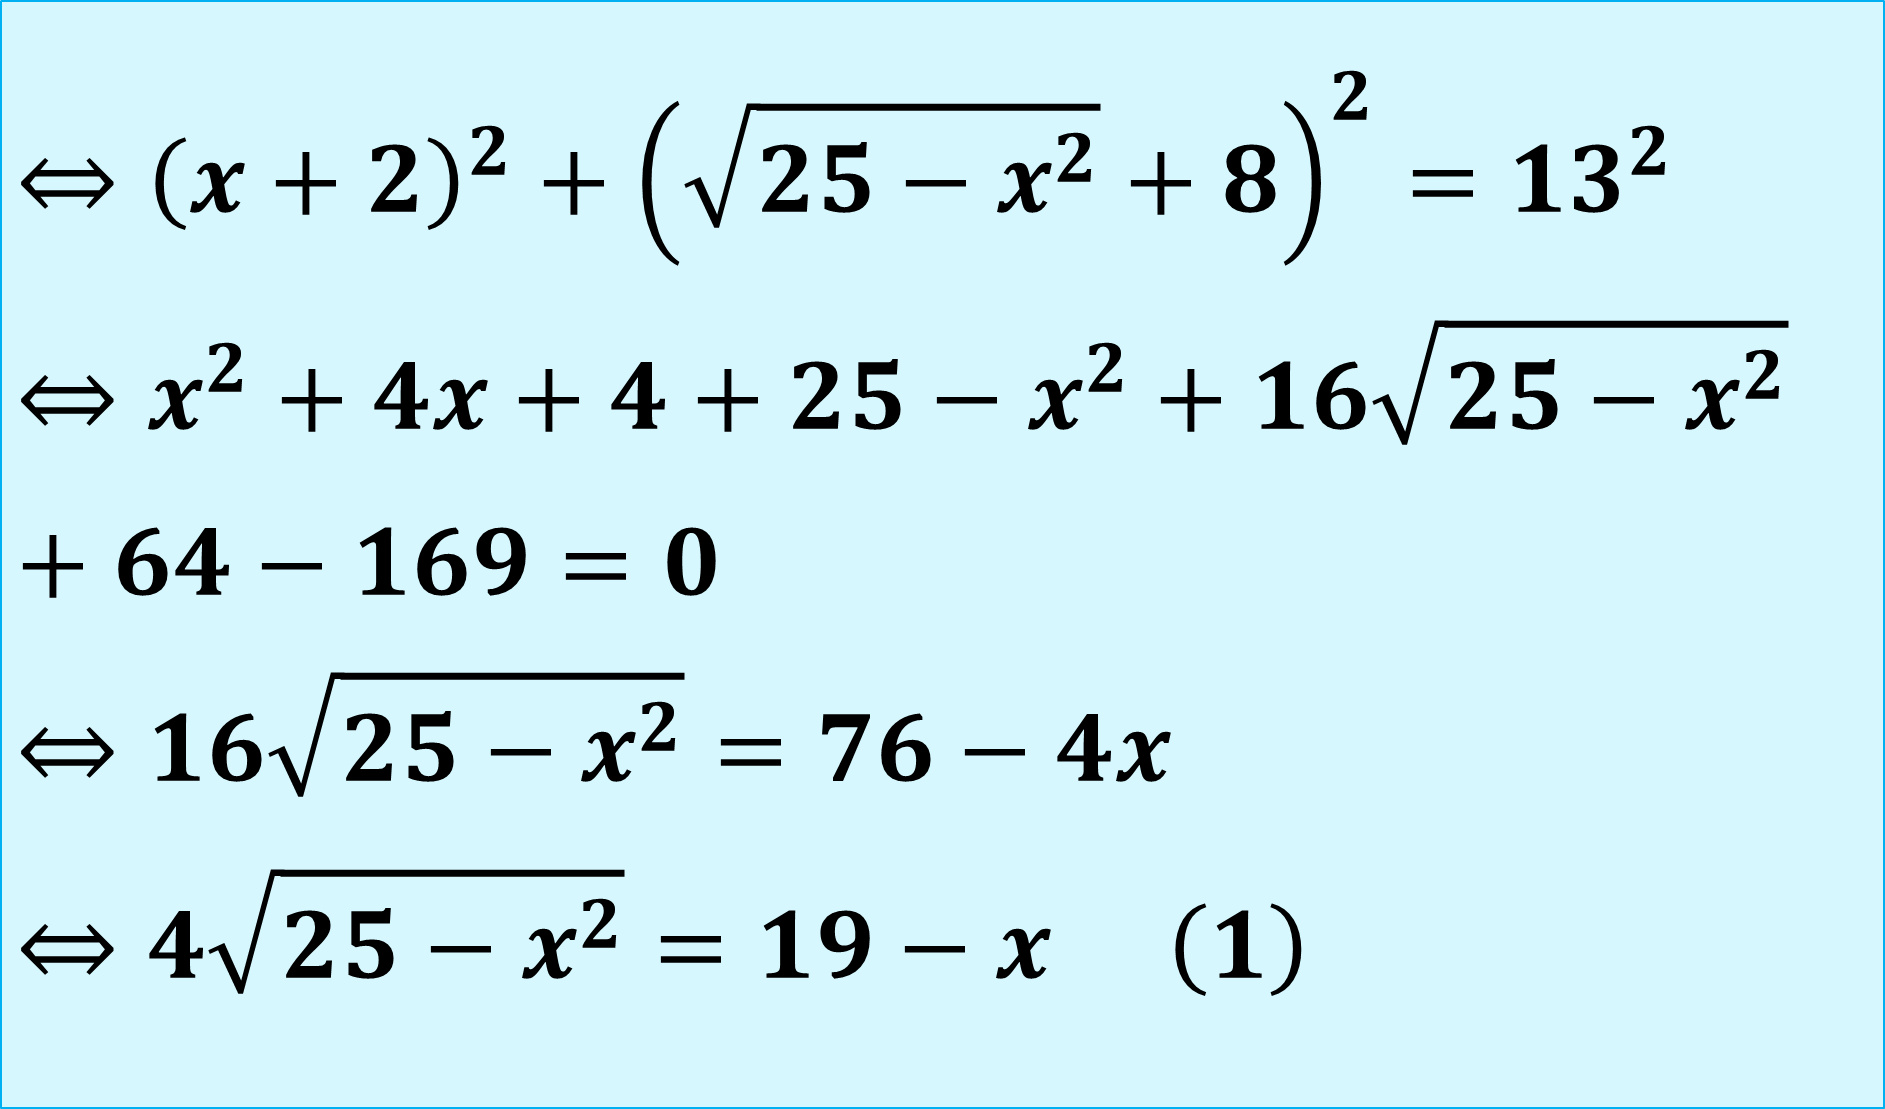 ⇔ (x + 2)² + (√(25 − x²) + 8)² = 13²
⇔ x² + 4x + 4 + 25 − x² + 16√(25 − x²)
+ 64 − 169 = 0
⇔ 16√(25 − x²) = 76 − 4x
⇔ 4√(25 − x²) = 19 − x (1)